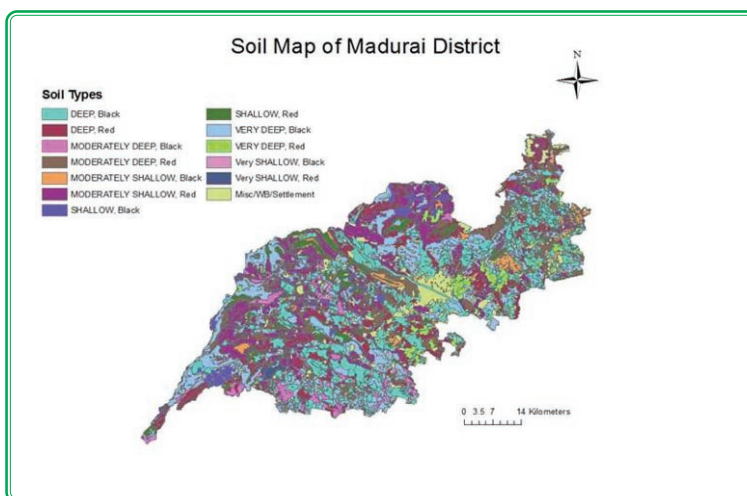 Soil Map of Madurai District
N
Soil Types
DEEP, Black
DEEP, Red
MODERATELY DEEP, Black
MODERATELY DEEP, Red
MODERATELY SHALLOW, Black
MODERATELY SHALLOW, Red
SHALLOW, Black
SHALLOW, Red
VERY DEEP, Black
VERY DEEP, Red
Very SHALLOW, Black
Very SHALLOW, Red
Misc/WB/Settlement
0 3.5 7 14 Kilometers